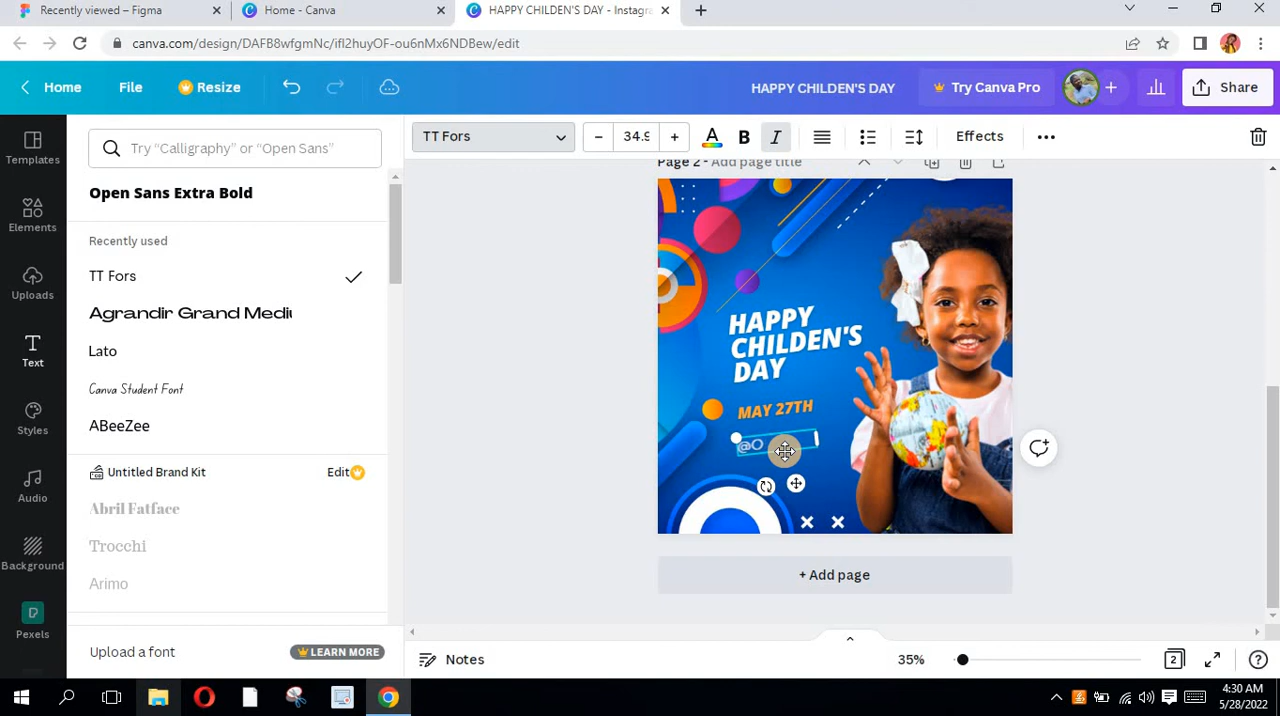 Recently viewed – Figma
Home - Canva
HAPPY CHILDEN'S DAY - Instagra
canva.com/design/DAFB8wfgmNc/ifl2huyOF-ou6nMx6NDBew/edit
Home
File
Resize
HAPPY CHILDEN'S DAY
Try Canva Pro
Share
Templates
Elements
Uploads
Text
Styles
Audio
Background
Pexels
Try “Calligraphy” or “Open Sans”
Open Sans Extra Bold
Recently used
TT Fors
Agrandir Grand Mediu
Lato
Canva Student Font
ABeeZee
Untitled Brand Kit
Edit
Abril Fatface
Trocchi
Arimo
Upload a font
LEARN MORE
TT Fors
34.9
A
B
I
Effects
Page 2 - Add page title
HAPPY
CHILDEN'S
DAY
MAY 27TH
@O
+ Add page
Notes
35%
2
4:30 AM
5/28/2022